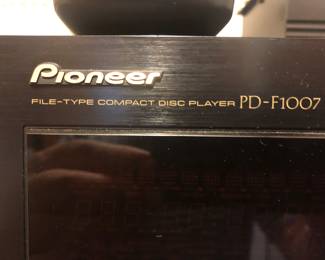 Pioneer
FILE-TYPE COMPACT DISC PLAYER PD-F1007